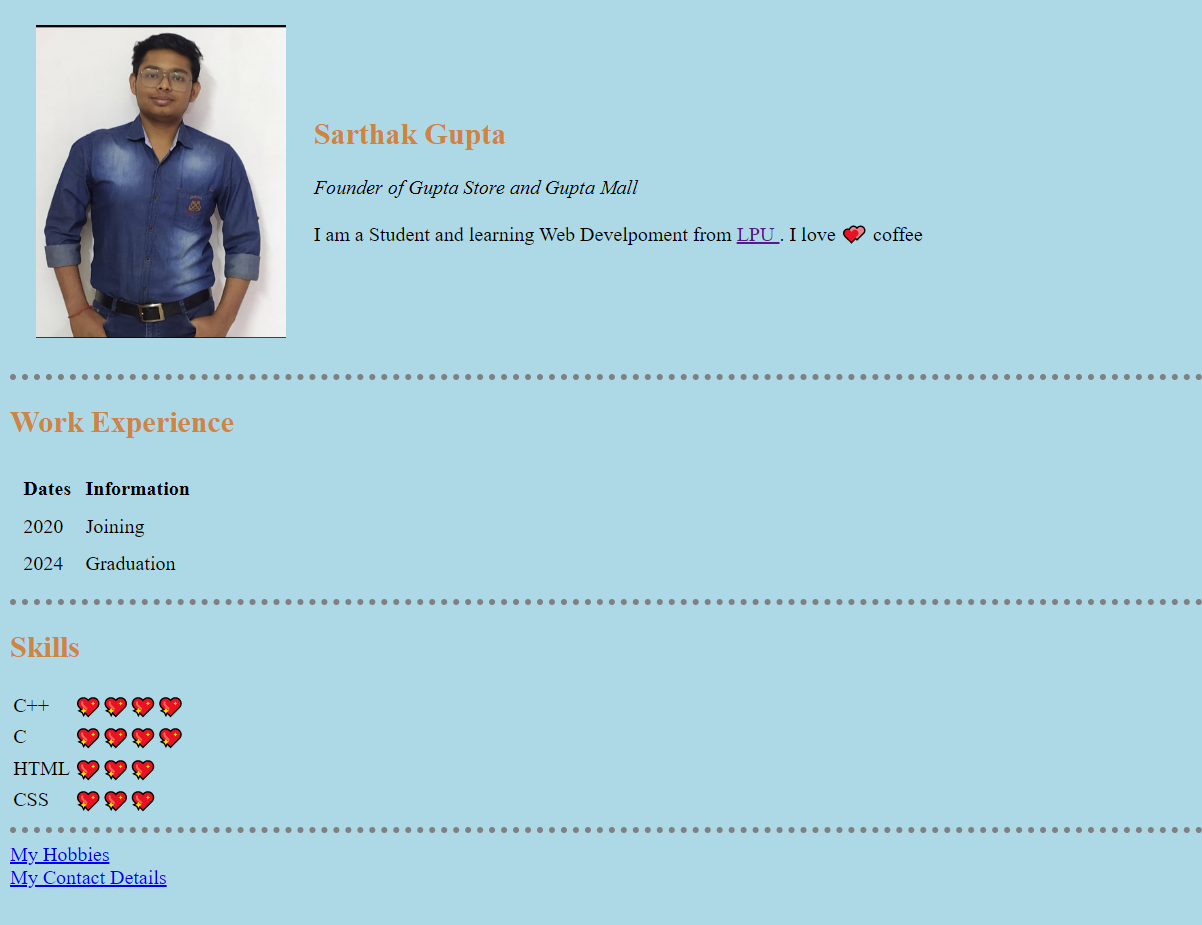 Sarthak Gupta
Founder of Gupta Store and Gupta Mall
I am a Student and learning Web Develpoment from LPU . I love 💕 coffee
Work Experience
Dates Information
2020 Joining
2024 Graduation
Skills
C++ 💖💖💖💖
C 💖💖💖💖
HTML 💖💖💖
CSS 💖💖💖
My Hobbies
My Contact Details